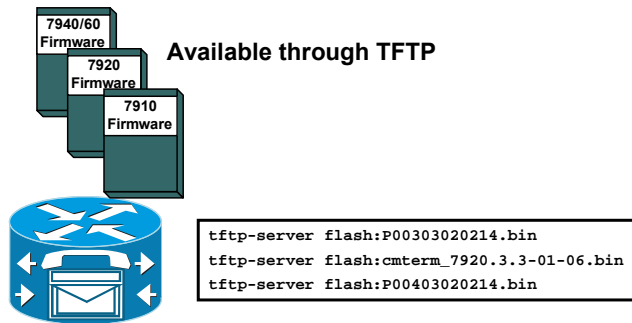 7940/60
Firmware
Available through TFTP
7920
Firmware
7910
Firmware
tftp-server flash:P00303020214.bin
tftp-server flash:cmterm_7920.3.3-01-06.bin
tftp-server flash:P00403020214.bin